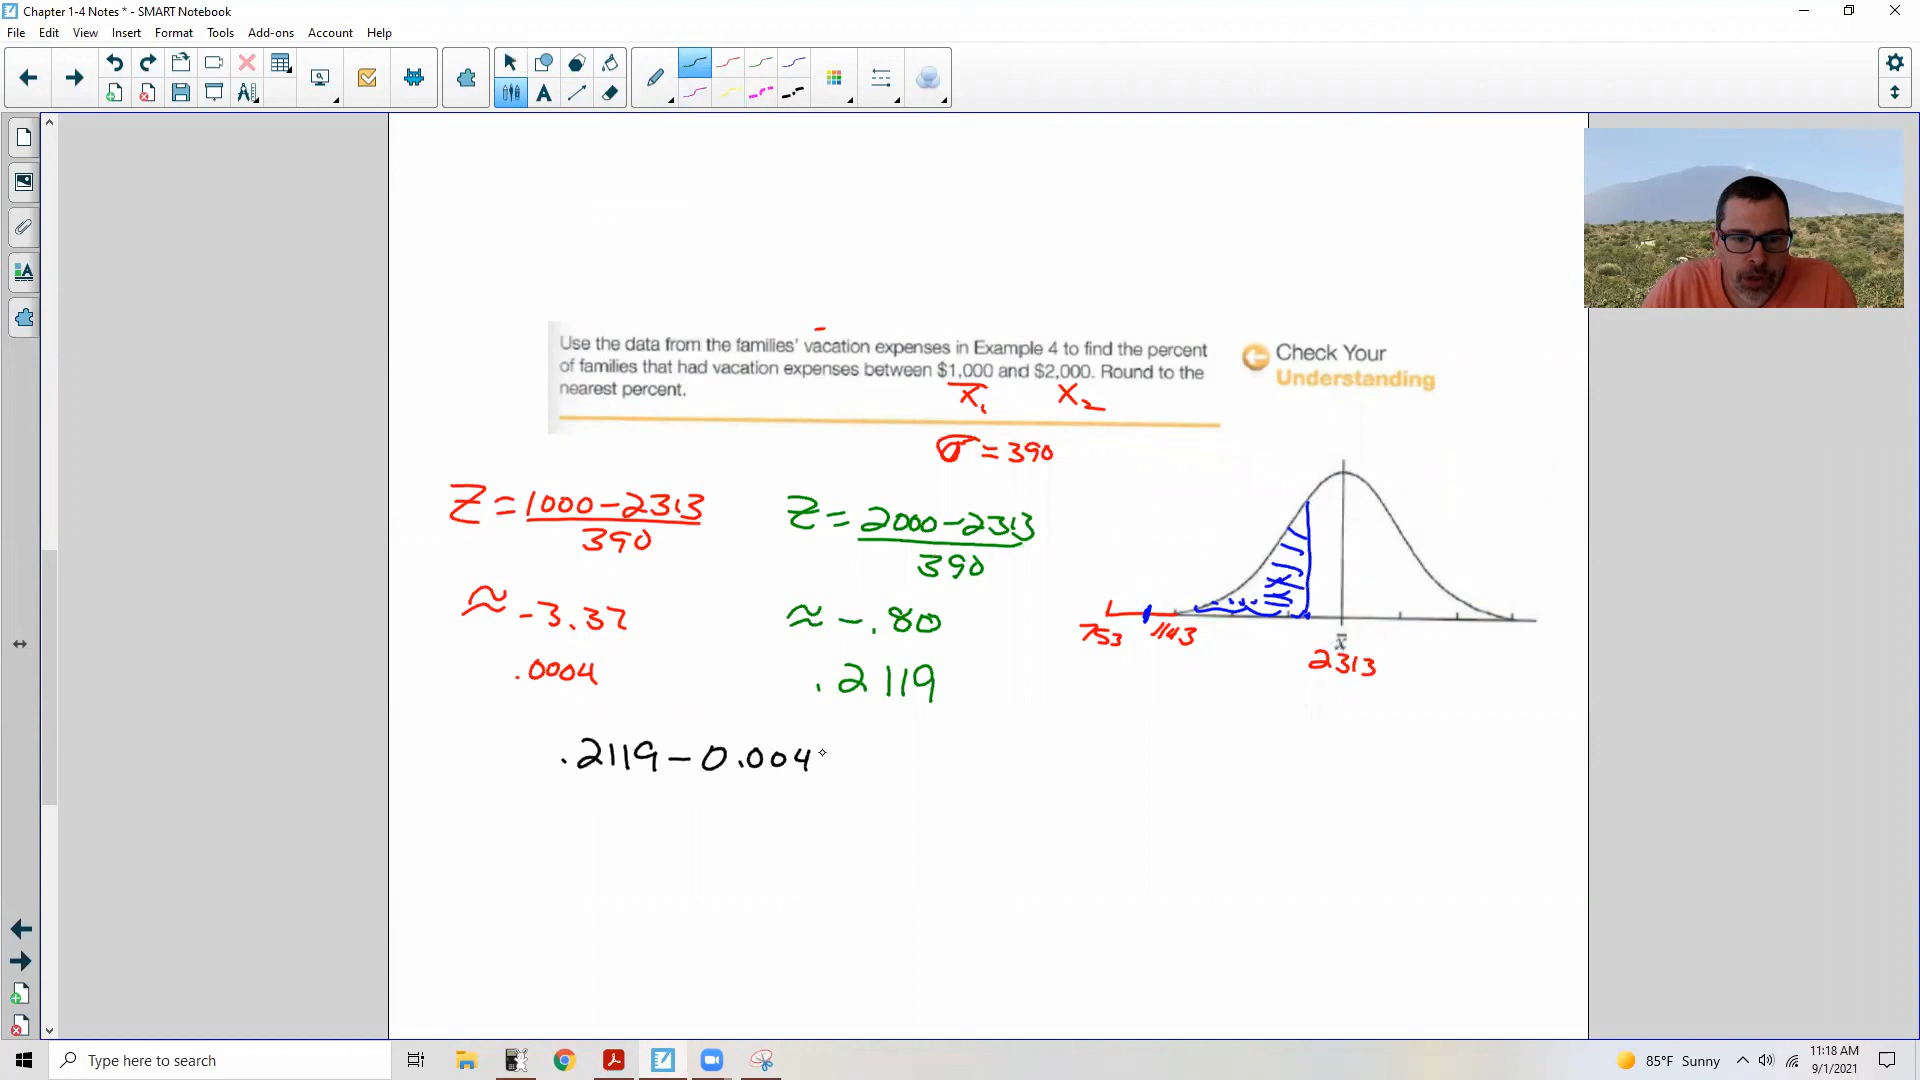 Chapter 1-4 Notes * - SMART Notebook
File Edit View Insert Format Tools Add-ons Account Help
Use the data from the families' vacation expenses in Example 4 to find the percent
of families that had vacation expenses between $1,000 and $2,000. Round to the
nearest percent.
Check Your
Understanding
X₁ X₂
σ = 390
Z = 1000 - 2313
390
≈ -3.37
.0004
Z = 2000 - 2313
390
≈ -.80
.2119
753 1143
x̄
2313
.2119 - 0.004
Type here to search
85°F Sunny
11:18 AM
9/1/2021